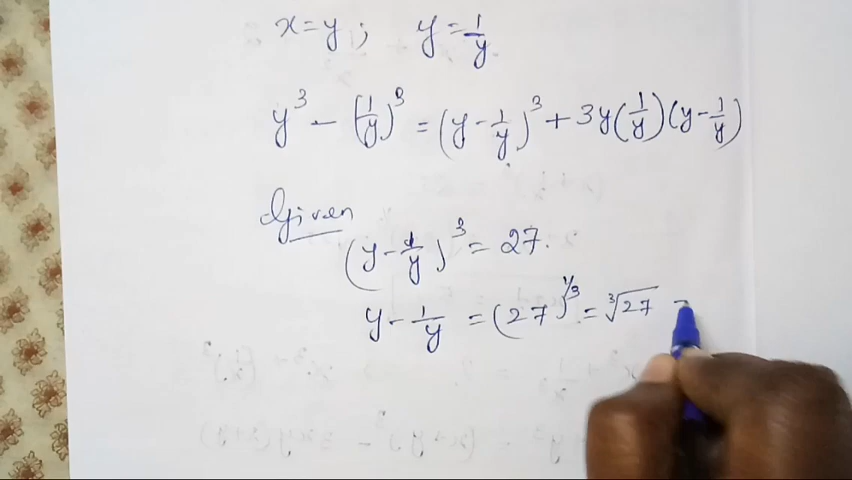 x=y; y=1/y
y³ - (1/y)³ = (y-1/y)³ + 3y(1/y)(y-1/y)
Given
(y-1/y)³ = 27.
y-1/y = (27)^1/3 = ∛27 =